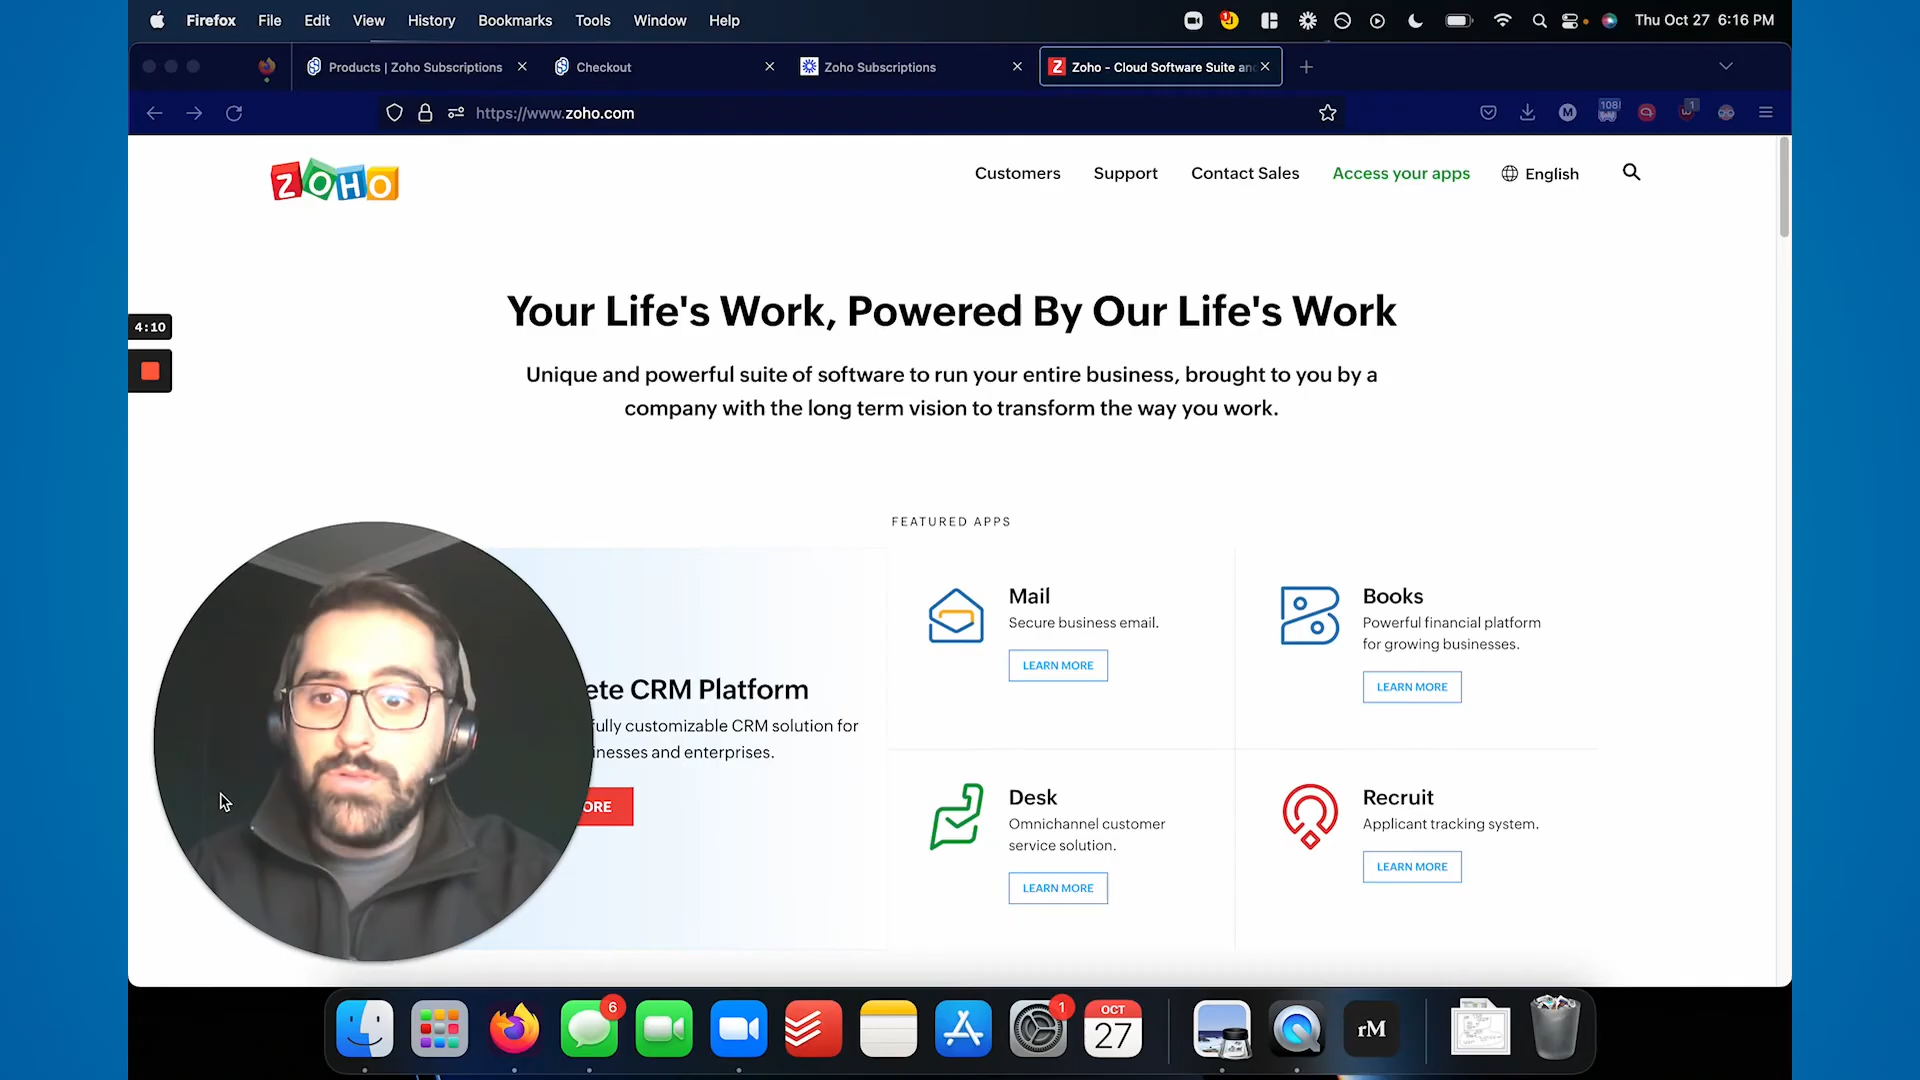 Firefox File Edit View History Bookmarks Tools Window Help
Thu Oct 27 6:16 PM
Products | Zoho Subscriptions
Checkout
Zoho Subscriptions
Zoho - Cloud Software Suite an
https://www.zoho.com
108
1
ZOHO
Customers Support Contact Sales Access your apps English
Your Life's Work, Powered By Our Life's Work
4:10
Unique and powerful suite of software to run your entire business, brought to you by a
company with the long term vision to transform the way you work.
FEATURED APPS
Mail
Secure business email.
LEARN MORE
Books
Powerful financial platform
for growing businesses.
LEARN MORE
ete CRM Platform
fully customizable CRM solution for
inesses and enterprises.
ORE
Desk
Omnichannel customer
service solution.
LEARN MORE
Recruit
Applicant tracking system.
LEARN MORE
6
1
OCT
27
rM